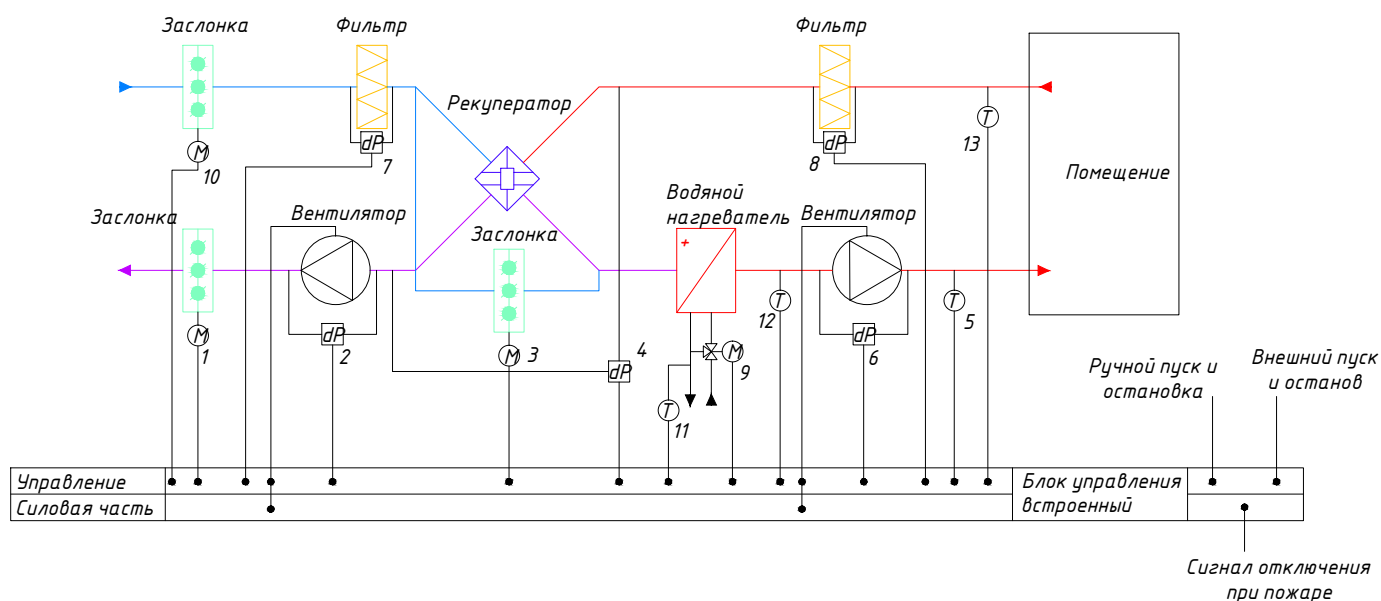 Заслонка
Фильтр
Фильтр
Рекуператор
dP
7
dP
8
T
13
M
10
Помещение
Заслонка
Вентилятор
Заслонка
Водяной
нагреватель
Вентилятор
+
M
1
dP
2
M
3
4
dP
M
9
T
11
T
12
dP
6
T
5
Ручной пуск и
остановка
Внешний пуск
и останов
Управление
Силовая часть
Блок управления
встроенный
Сигнал отключения
при пожаре